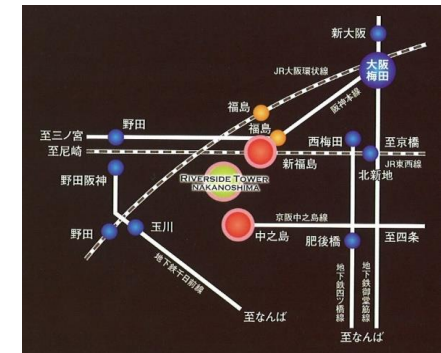 新大阪
大阪
梅田
JR大阪環状線
阪神本線
福島
福島
野田
至三ノ宮
至尼崎
西梅田
至京橋
新福島
JR東西線
北新地
野田阪神
RIVERSIDE TOWER
NAKANOSHIMA
京阪中之島線
野田
玉川
中之島
肥後橋
至四条
地下鉄千日前線
地下鉄四ツ橋線
地下鉄御堂筋線
至なんば
至なんば